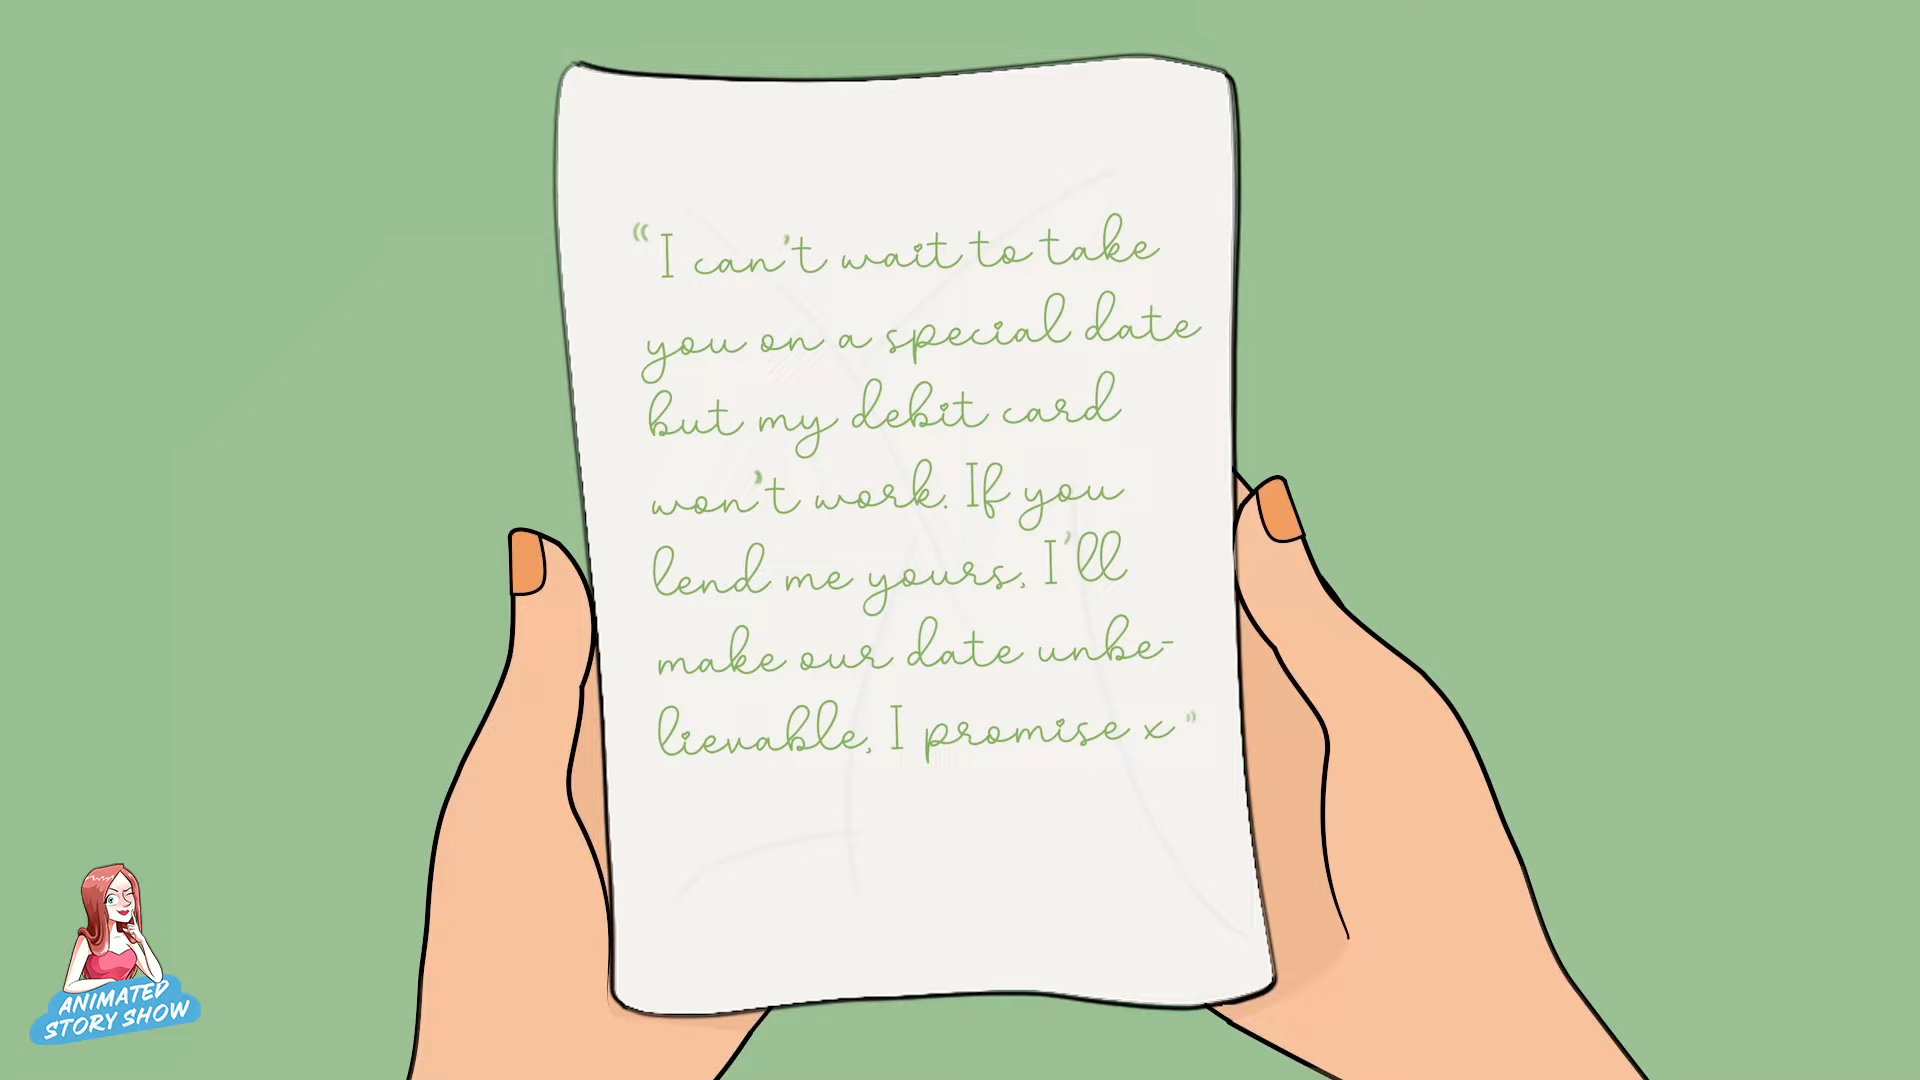 “I can't wait to take
you on a special date
but my debit card
won't work. If you
lend me yours, I'll
make our date unbe-
lievable, I promise x”
ANIMATED
STORY SHOW